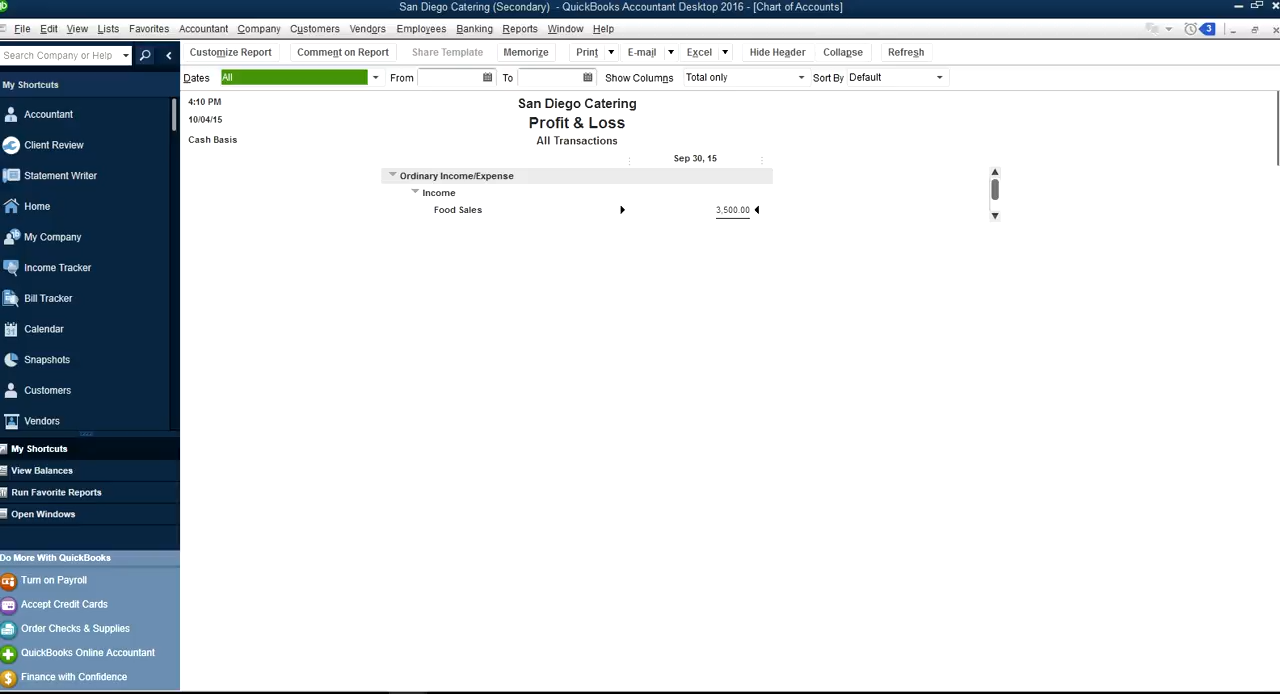 San Diego Catering (Secondary) - QuickBooks Accountant Desktop 2016 - [Chart of Accounts]
File Edit View Lists Favorites Accountant Company Customers Vendors Employees Banking Reports Window Help
3
Search Company or Help
Customize Report Comment on Report Share Template Memorize Print E-mail Excel Hide Header Collapse Refresh
Dates All From To Show Columns Total only Sort By Default
My Shortcuts
Accountant
Client Review
Statement Writer
Home
My Company
Income Tracker
Bill Tracker
Calendar
Snapshots
Customers
Vendors
My Shortcuts
View Balances
Run Favorite Reports
Open Windows
Do More With QuickBooks
Turn on Payroll
Accept Credit Cards
Order Checks & Supplies
QuickBooks Online Accountant
Finance with Confidence
4:10 PM
10/04/15
Cash Basis
San Diego Catering
Profit & Loss
All Transactions
Sep 30, 15
Ordinary Income/Expense
Income
Food Sales 3,500.00